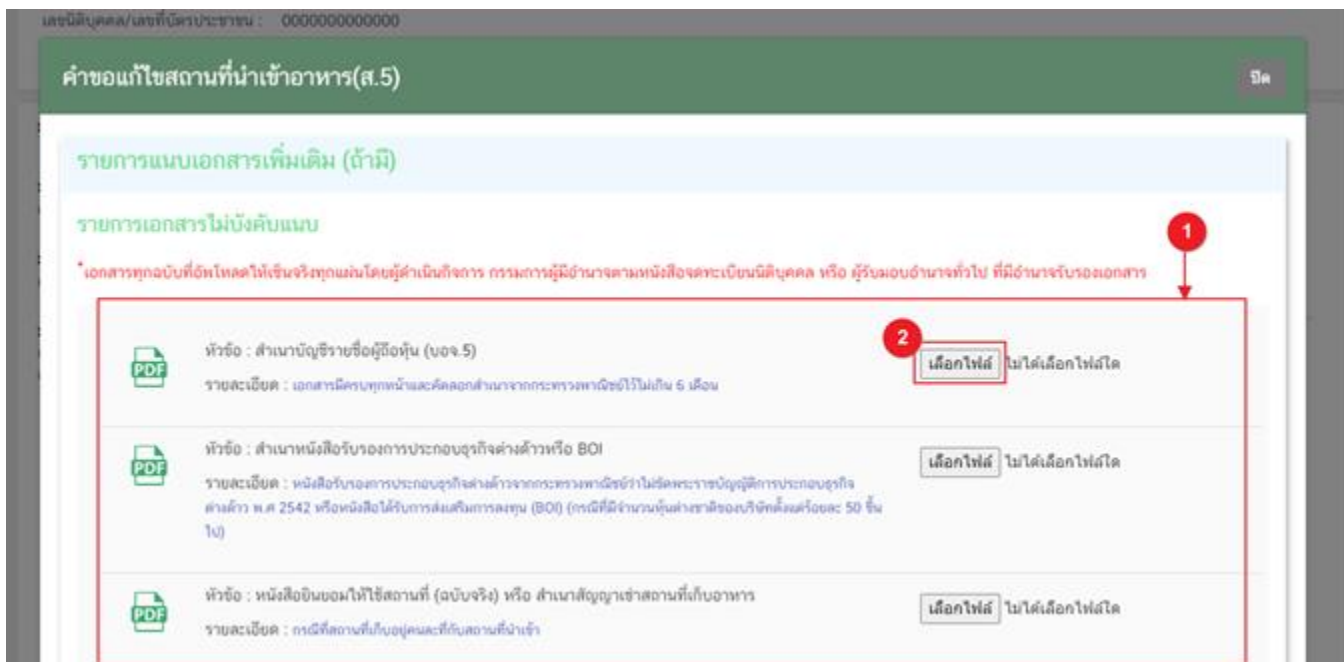 เลขนิติบุคคล/เลขที่บัตรประชาชน : 0000000000000
คำขอแก้ไขสถานที่นำเข้าอาหาร(ส.5)
ปิด
รายการแนบเอกสารเพิ่มเติม (ถ้ามี)
รายการเอกสารไม่บังคับแนบ
1
*เอกสารทุกฉบับที่อัพโหลดให้เซ็นจริงทุกแผ่นโดยผู้ดำเนินกิจการ กรรมการผู้มีอำนาจตามหนังสือจดทะเบียนนิติบุคคล หรือ ผู้รับมอบอำนาจทั่วไป ที่มีอำนาจรับรองเอกสาร
2
PDF
หัวข้อ : สำเนาบัญชีรายชื่อผู้ถือหุ้น (บอจ.5)
เลือกไฟล์ ไม่ได้เลือกไฟล์ใด
รายละเอียด : เอกสารมีครบทุกหน้าและคัดลอกสำเนาจากกระทรวงพาณิชย์ไว้ไม่เกิน 6 เดือน
PDF
หัวข้อ : สำเนาหนังสือรับรองการประกอบธุรกิจต่างด้าวหรือ BOI
เลือกไฟล์ ไม่ได้เลือกไฟล์ใด
รายละเอียด : หนังสือรับรองการประกอบธุรกิจต่างด้าวจากกระทรวงพาณิชย์ว่าไม่ขัดพระราชบัญญัติการประกอบธุรกิจ
ต่างด้าว พ.ศ 2542 หรือหนังสือได้รับการส่งเสริมการลงทุน (BOI) (กรณีที่มีจำนวนหุ้นต่างชาติของบริษัทตั้งแต่ร้อยละ 50 ขึ้น
ไป)
PDF
หัวข้อ : หนังสือยินยอมให้ใช้สถานที่ (ฉบับจริง) หรือ สำเนาสัญญาเช่าสถานที่เก็บอาหาร
เลือกไฟล์ ไม่ได้เลือกไฟล์ใด
รายละเอียด : กรณีที่สถานที่เก็บอยู่คนละที่กับสถานที่นำเข้า